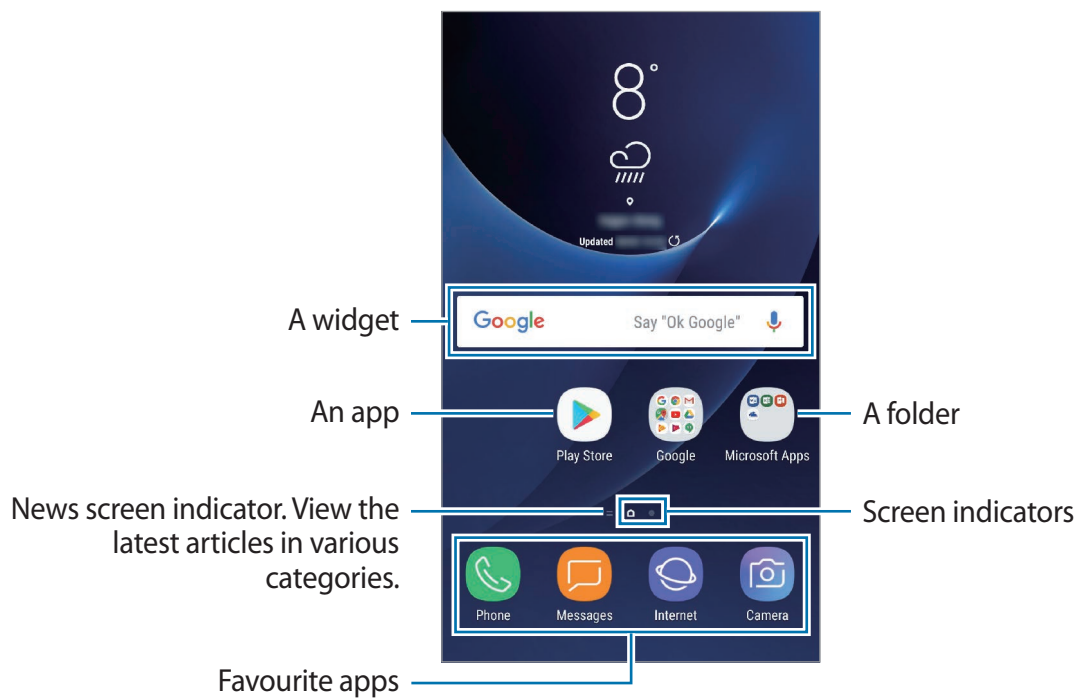 8°
Updated
A widget
Google Say "Ok Google"
An app
A folder
Play Store Google Microsoft Apps
News screen indicator. View the
latest articles in various
categories.
Screen indicators
Phone Messages Internet Camera
Favourite apps